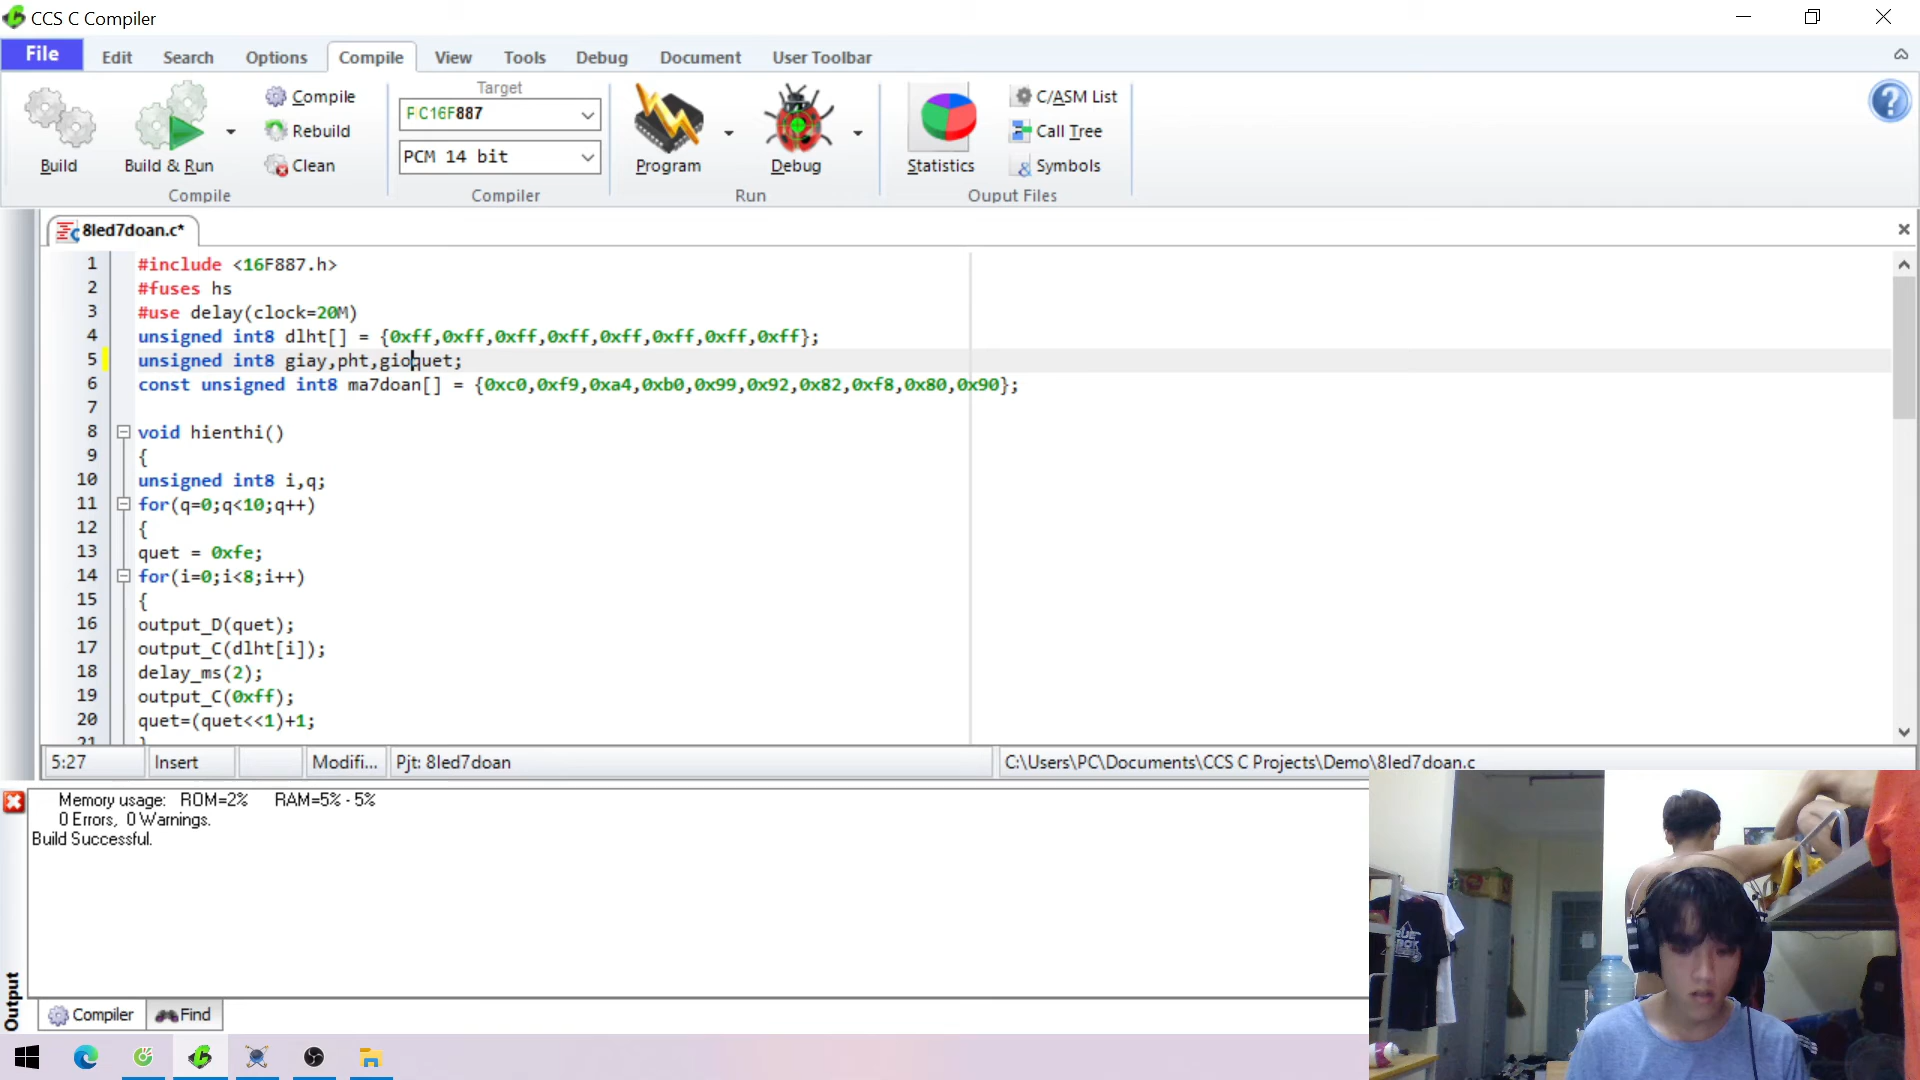 CCS C Compiler
File Edit Search Options Compile View Tools Debug Document User Toolbar
Build
Build & Run
Compile
Rebuild
Clean
Compile
Target
PIC16F887
PCM 14 bit
Compiler
Program
Debug
Run
Statistics
C/ASM List
Call Tree
Symbols
Ouput Files
8led7doan.c*
1 #include <16F887.h>
2 #fuses hs
3 #use delay(clock=20M)
4 unsigned int8 dlht[] = {0xff,0xff,0xff,0xff,0xff,0xff,0xff,0xff};
5 unsigned int8 giay,pht,gioquet;
6 const unsigned int8 ma7doan[] = {0xc0,0xf9,0xa4,0xb0,0x99,0x92,0x82,0xf8,0x80,0x90};
7
8 void hienthi()
9 {
10 unsigned int8 i,q;
11 for(q=0;q<10;q++)
12 {
13 quet = 0xfe;
14 for(i=0;i<8;i++)
15 {
16 output_D(quet);
17 output_C(dlht[i]);
18 delay_ms(2);
19 output_C(0xff);
20 quet=(quet<<1)+1;
21 }
5:27 Insert Modifi... Pjt: 8led7doan C:\Users\PC\Documents\CCS C Projects\Demo\8led7doan.c
Memory usage: ROM=2% RAM=5% - 5%
0 Errors, 0 Warnings.
Build Successful.
Output
Compiler Find